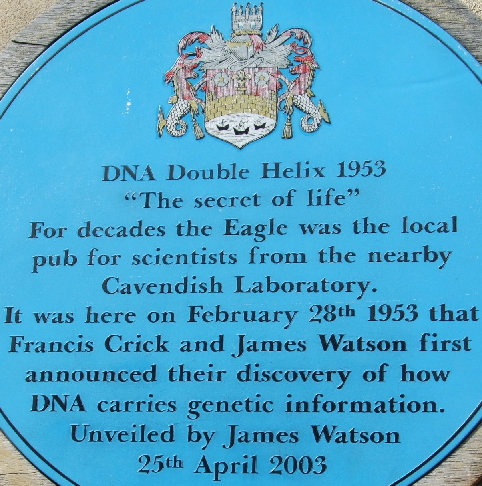 DNA Double Helix 1953
“The secret of life”
For decades the Eagle was the local
pub for scientists from the nearby
Cavendish Laboratory.
It was here on February 28th 1953 that
Francis Crick and James Watson first
announced their discovery of how
DNA carries genetic information.
Unveiled by James Watson
25th April 2003